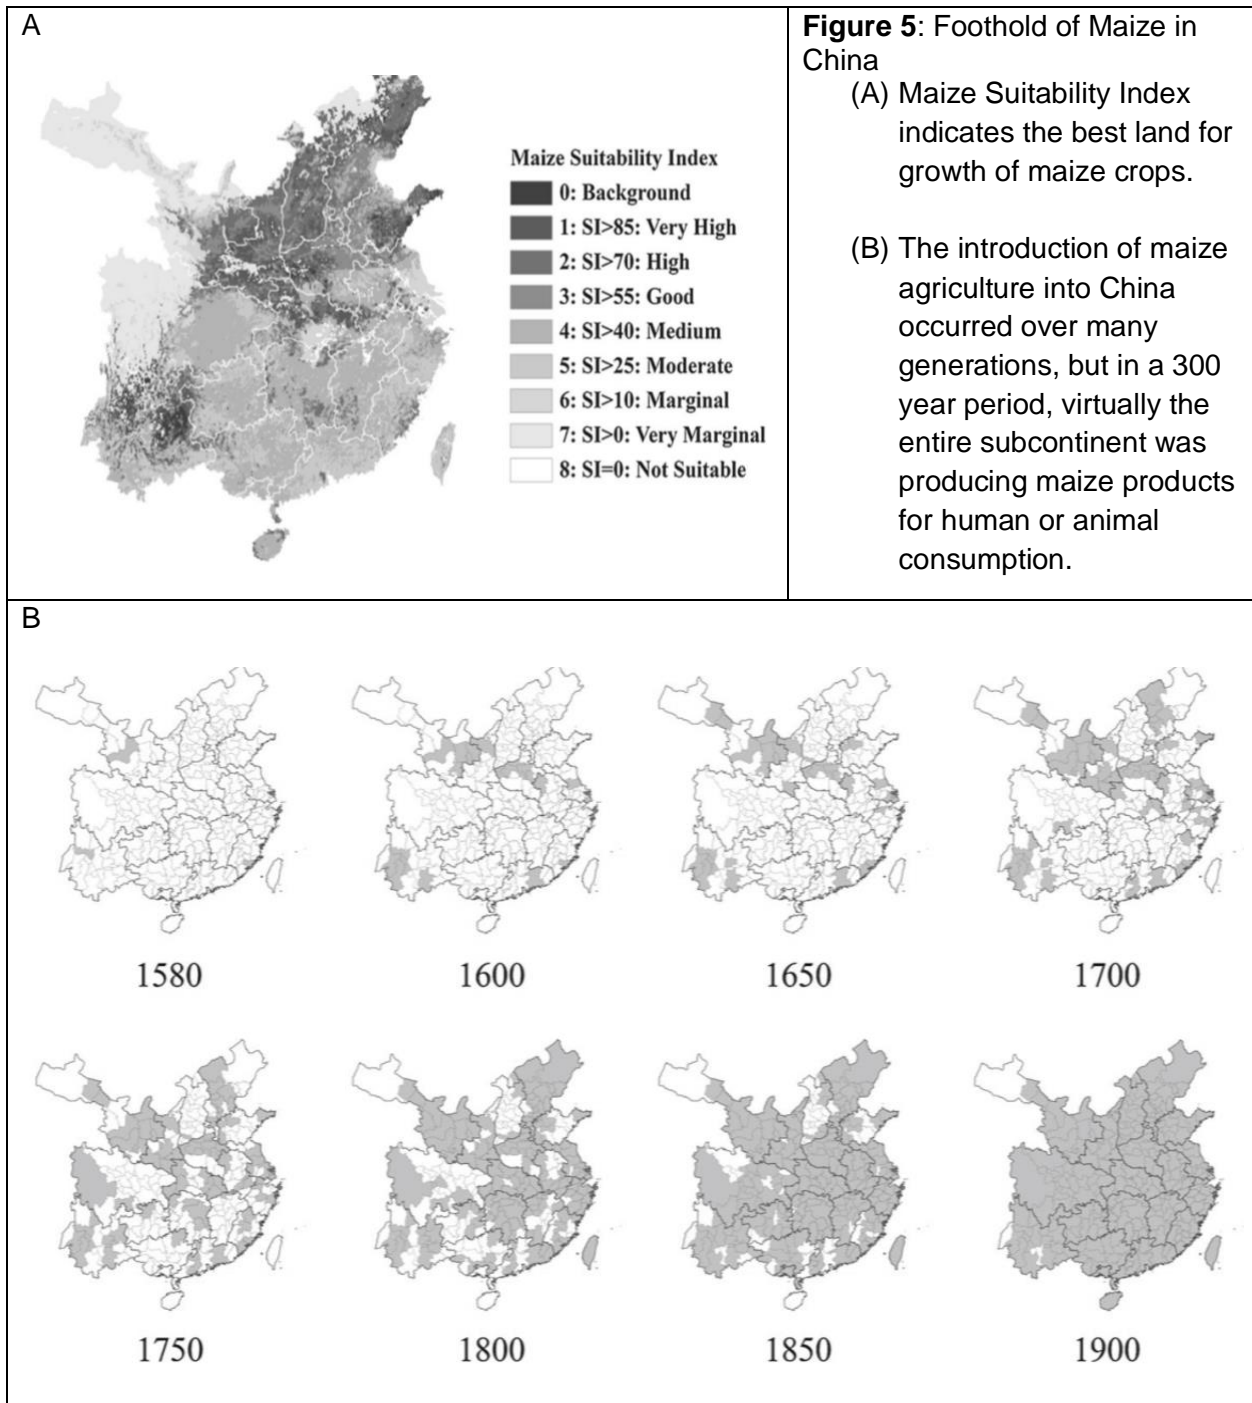 A
Maize Suitability Index
0: Background
1: SI>85: Very High
2: SI>70: High
3: SI>55: Good
4: SI>40: Medium
5: SI>25: Moderate
6: SI>10: Marginal
7: SI>0: Very Marginal
8: SI=0: Not Suitable
Figure 5: Foothold of Maize in
China
(A) Maize Suitability Index
indicates the best land for
growth of maize crops.
(B) The introduction of maize
agriculture into China
occurred over many
generations, but in a 300
year period, virtually the
entire subcontinent was
producing maize products
for human or animal
consumption.
B
1580
1600
1650
1700
1750
1800
1850
1900